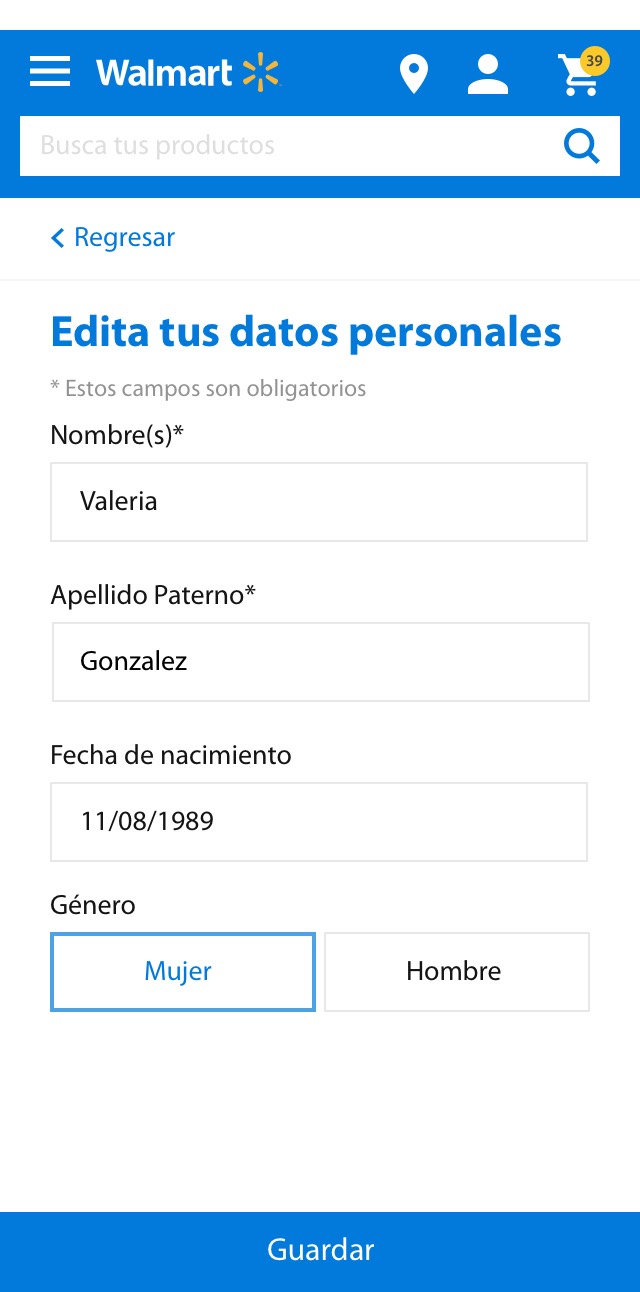 Walmart
39
Busca tus productos
Regresar
Edita tus datos personales
* Estos campos son obligatorios
Nombre(s)*
Valeria
Apellido Paterno*
Gonzalez
Fecha de nacimiento
11/08/1989
Género
Mujer Hombre
Guardar